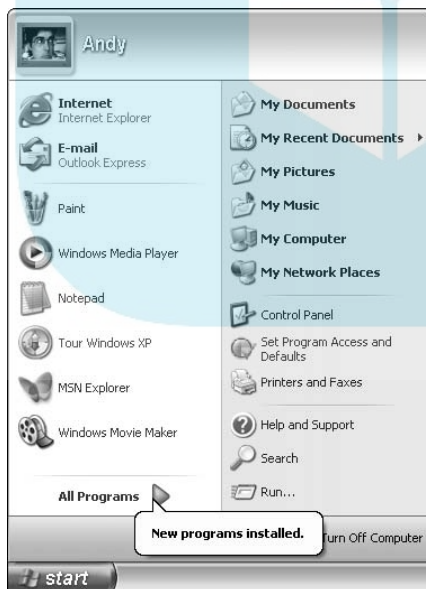 Andy
Internet
Internet Explorer
E-mail
Outlook Express
Paint
Windows Media Player
Notepad
Tour Windows XP
MSN Explorer
Windows Movie Maker
All Programs
My Documents
My Recent Documents
My Pictures
My Music
My Computer
My Network Places
Control Panel
Set Program Access and
Defaults
Printers and Faxes
Help and Support
Search
Run...
New programs installed.
Turn Off Computer
start